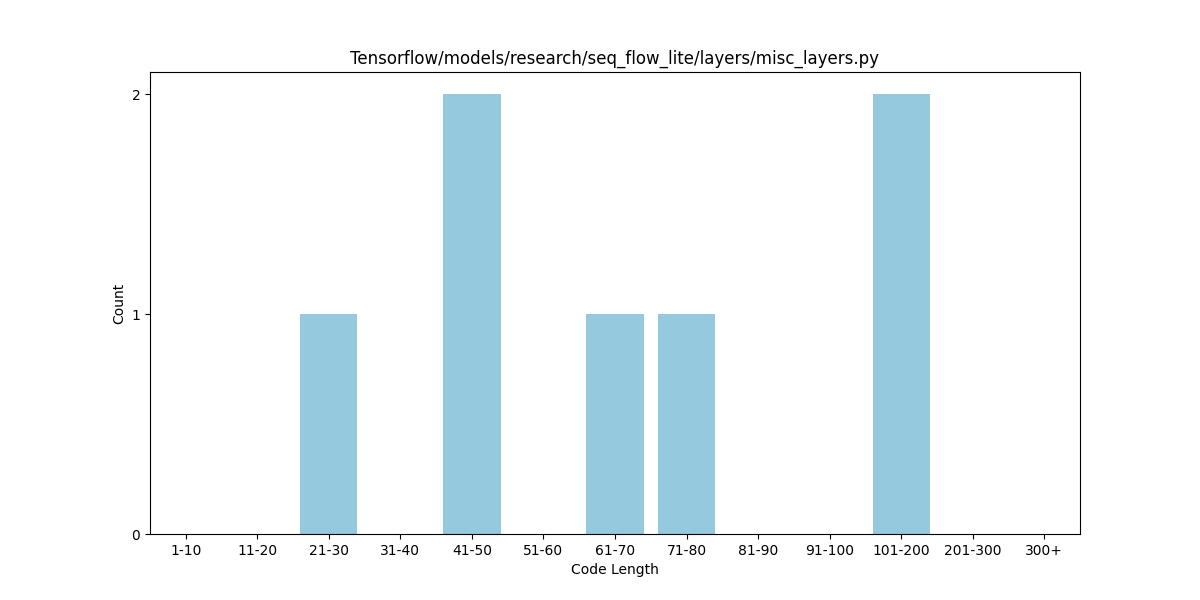 Tensorflow/models/research/seq_flow_lite/layers/misc_layers.py
2
1
0
Count
1-10 11-20 21-30 31-40 41-50 51-60 61-70 71-80 81-90 91-100 101-200 201-300 300+
Code Length